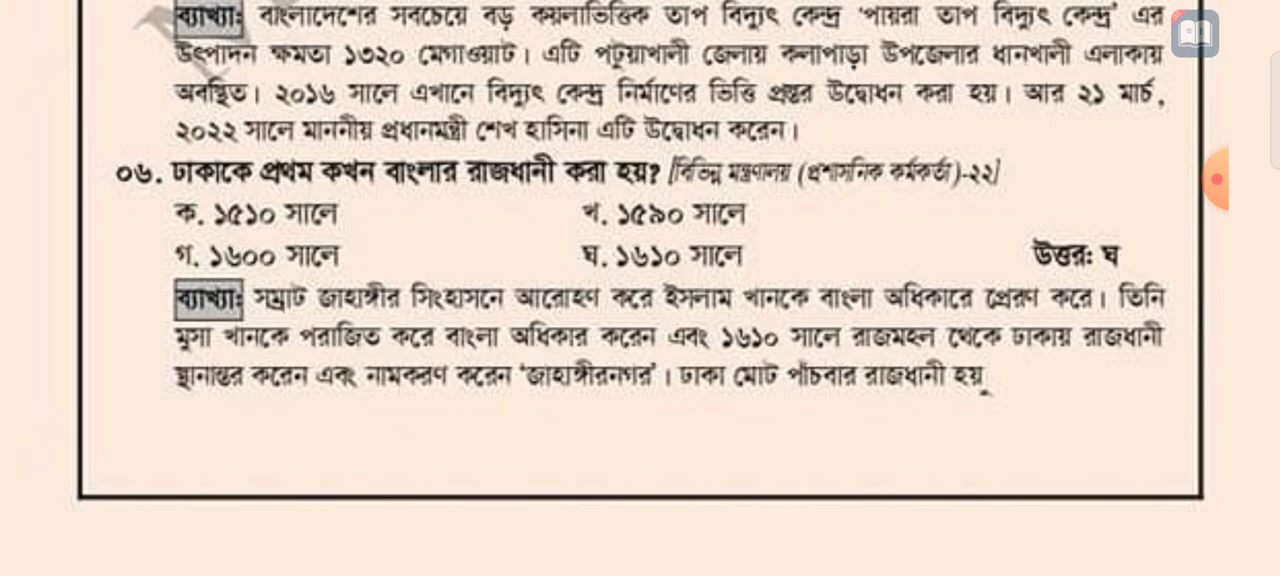 ব্যাখ্যা: বাংলাদেশের সবচেয়ে বড় কয়লাভিত্তিক তাপ বিদ্যুৎ কেন্দ্র ‘পায়রা তাপ বিদ্যুৎ কেন্দ্র’ এর
উৎপাদন ক্ষমতা ১৩২০ মেগাওয়াট। এটি পটুয়াখালী জেলায় কলাপাড়া উপজেলার ধানখালী এলাকায়
অবস্থিত। ২০১৬ সালে এখানে বিদ্যুৎ কেন্দ্র নির্মাণের ভিত্তি প্রস্তর উদ্বোধন করা হয়। আর ২১ মার্চ,
২০২২ সালে মাননীয় প্রধানমন্ত্রী শেখ হাসিনা এটি উদ্বোধন করেন।
০৬. ঢাকাকে প্রথম কখন বাংলার রাজধানী করা হয়? [বিভিন্ন মন্ত্রণালয় (প্রশাসনিক কর্মকর্তা)-২২]
ক. ১৫১০ সালে খ. ১৫৯০ সালে
গ. ১৬০০ সালে ঘ. ১৬১০ সালে উত্তর: ঘ
ব্যাখ্যা: সম্রাট জাহাঙ্গীর সিংহাসনে আরোহণ করে ইসলাম খানকে বাংলা অধিকারে প্রেরণ করে। তিনি
মুসা খানকে পরাজিত করে বাংলা অধিকার করেন এবং ১৬১০ সালে রাজমহল থেকে ঢাকায় রাজধানী
স্থানান্তর করেন এবং নামকরণ করেন ‘জাহাঙ্গীরনগর’। ঢাকা মোট পাঁচবার রাজধানী হয়